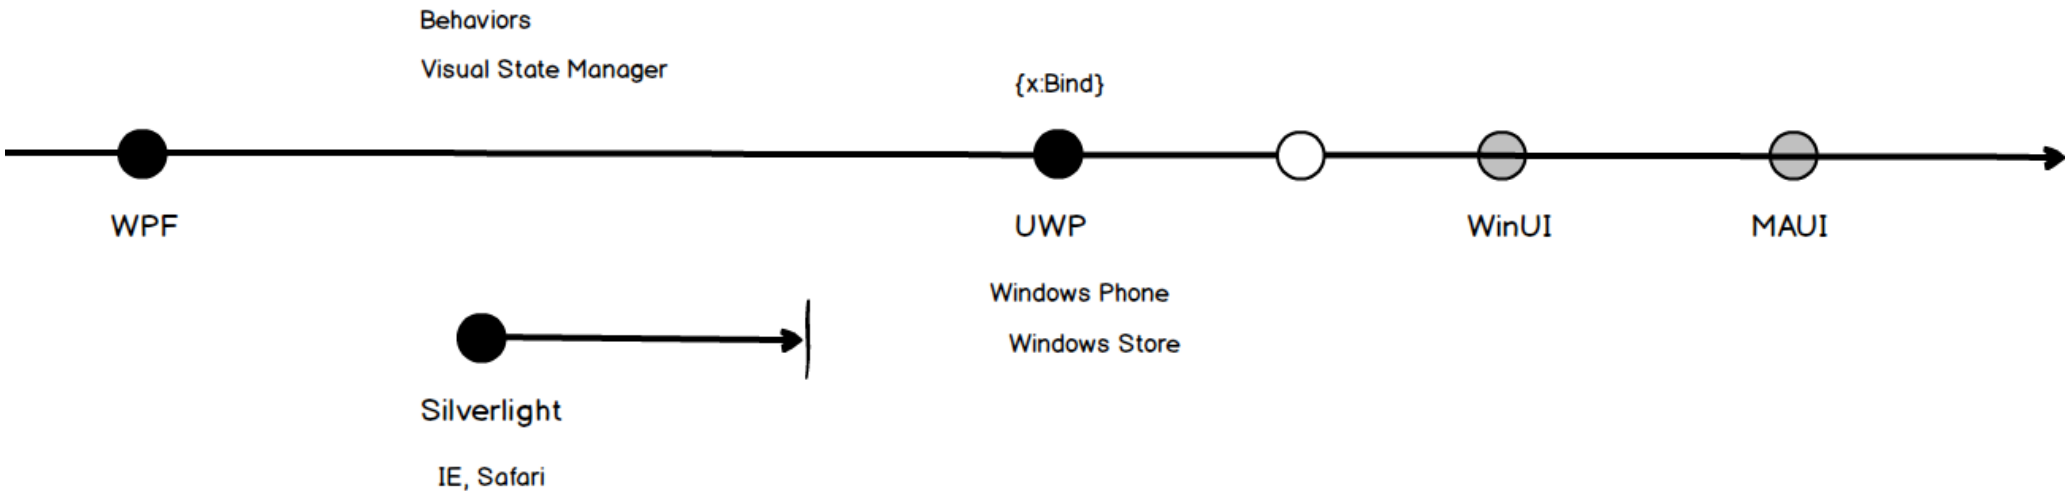 Behaviors
Visual State Manager
{x:Bind}
WPF
UWP
WinUI
MAUI
Windows Phone
Windows Store
Silverlight
IE, Safari